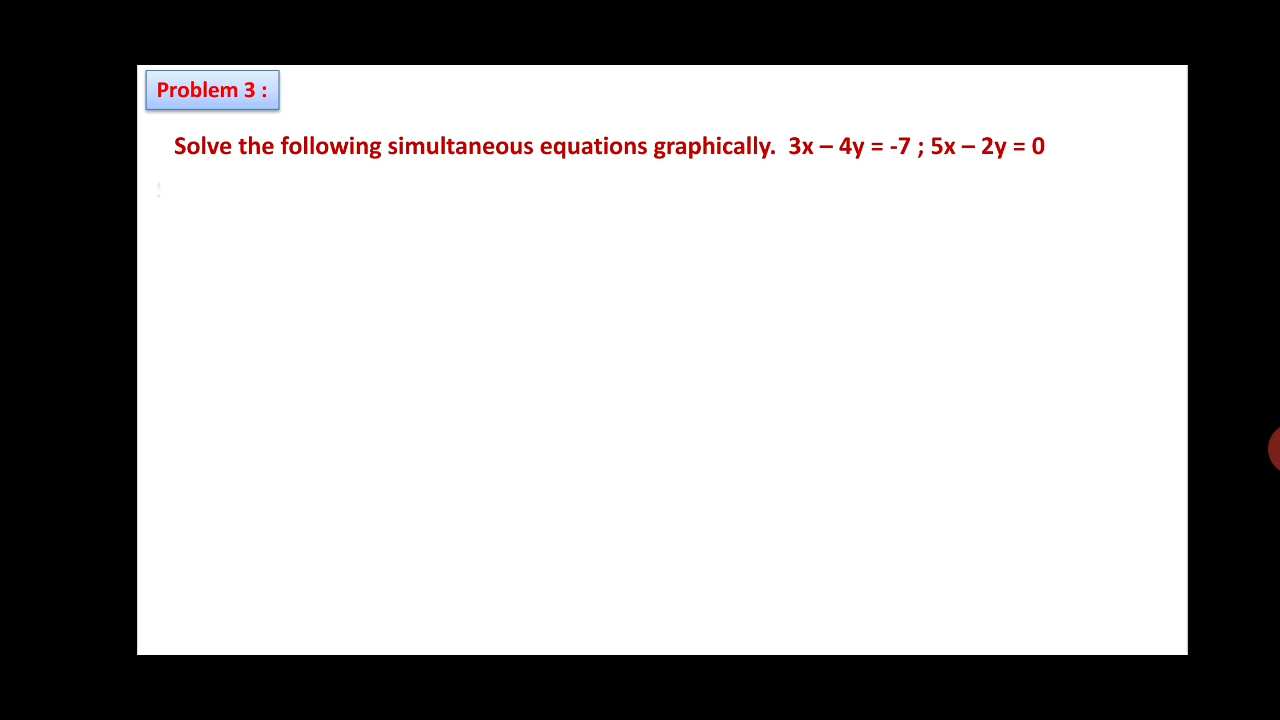 Problem 3 :
Solve the following simultaneous equations graphically. 3x – 4y = -7 ; 5x – 2y = 0